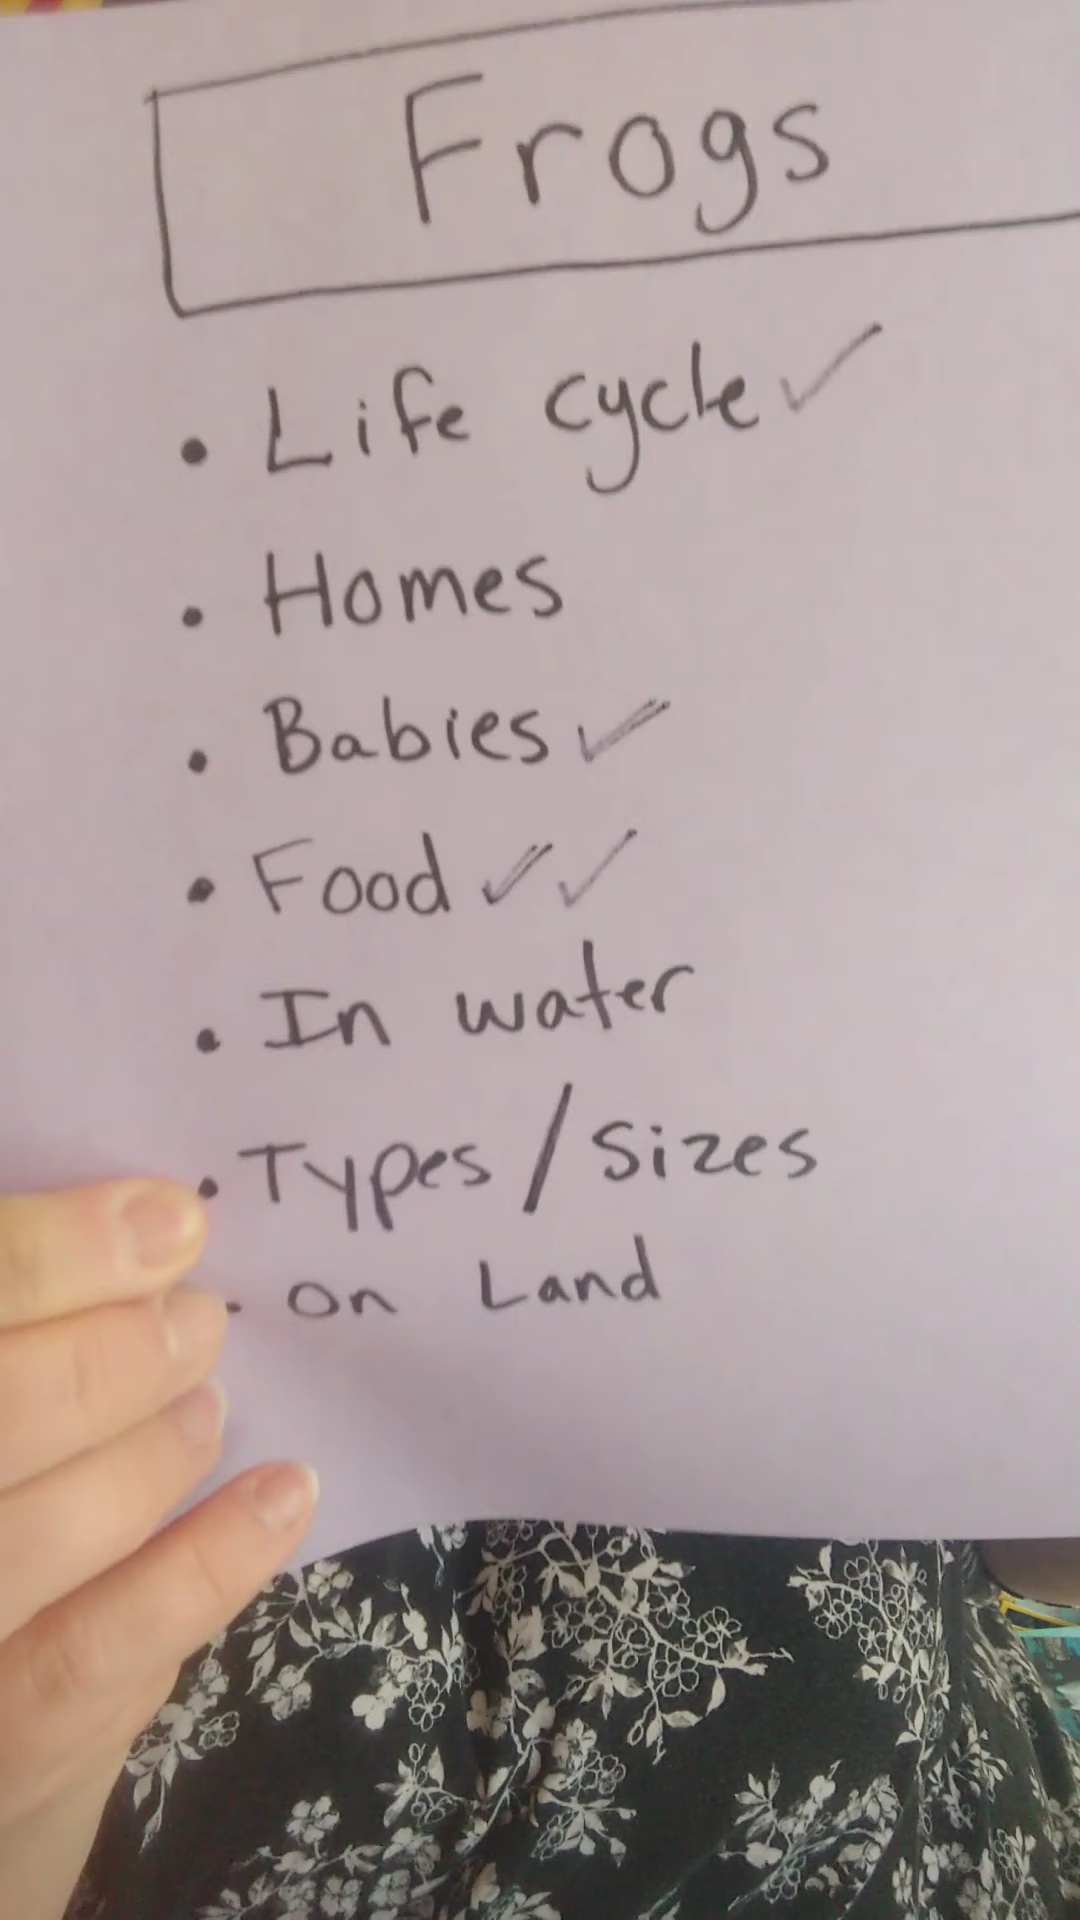 Frogs
• Life cycle ✓
• Homes
• Babies ✓
• Food ✓✓
• In water
• Types / Sizes
• on Land